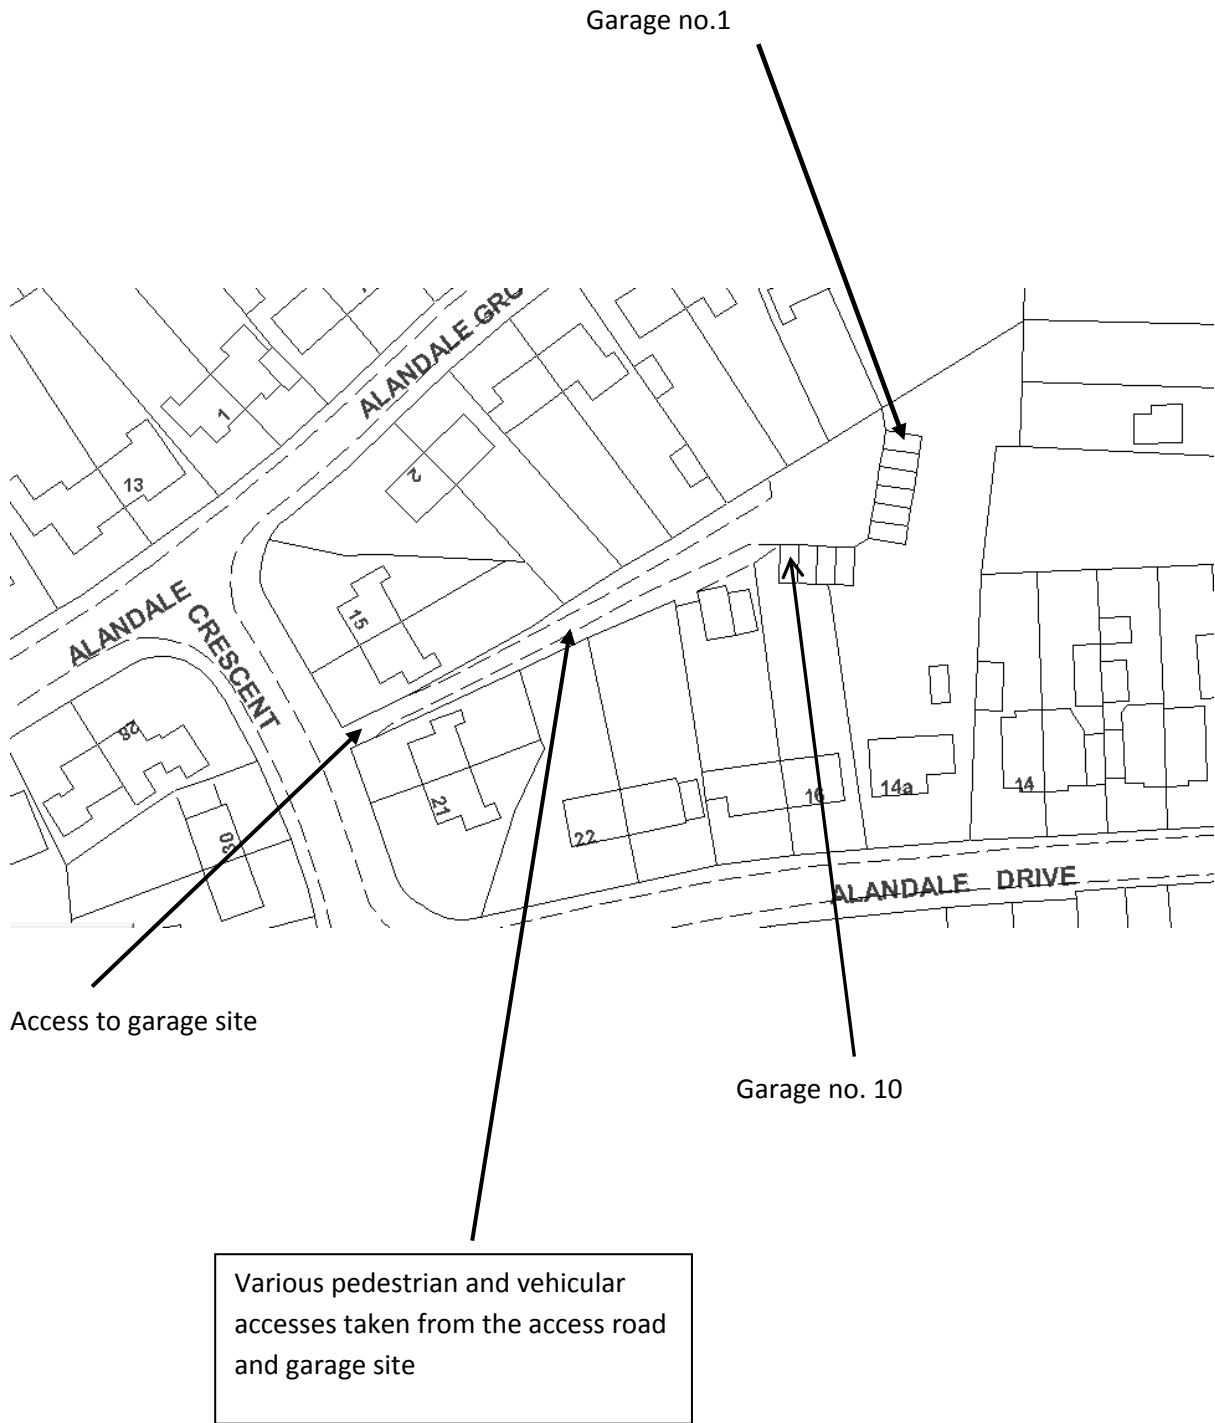 Garage no.1
ALANDALE GRO
1
13
2
15
ALANDALE
CRESCENT
28
21
30
22
16
14a
14
ALANDALE DRIVE
Access to garage site
Garage no. 10
Various pedestrian and vehicular
accesses taken from the access road
and garage site